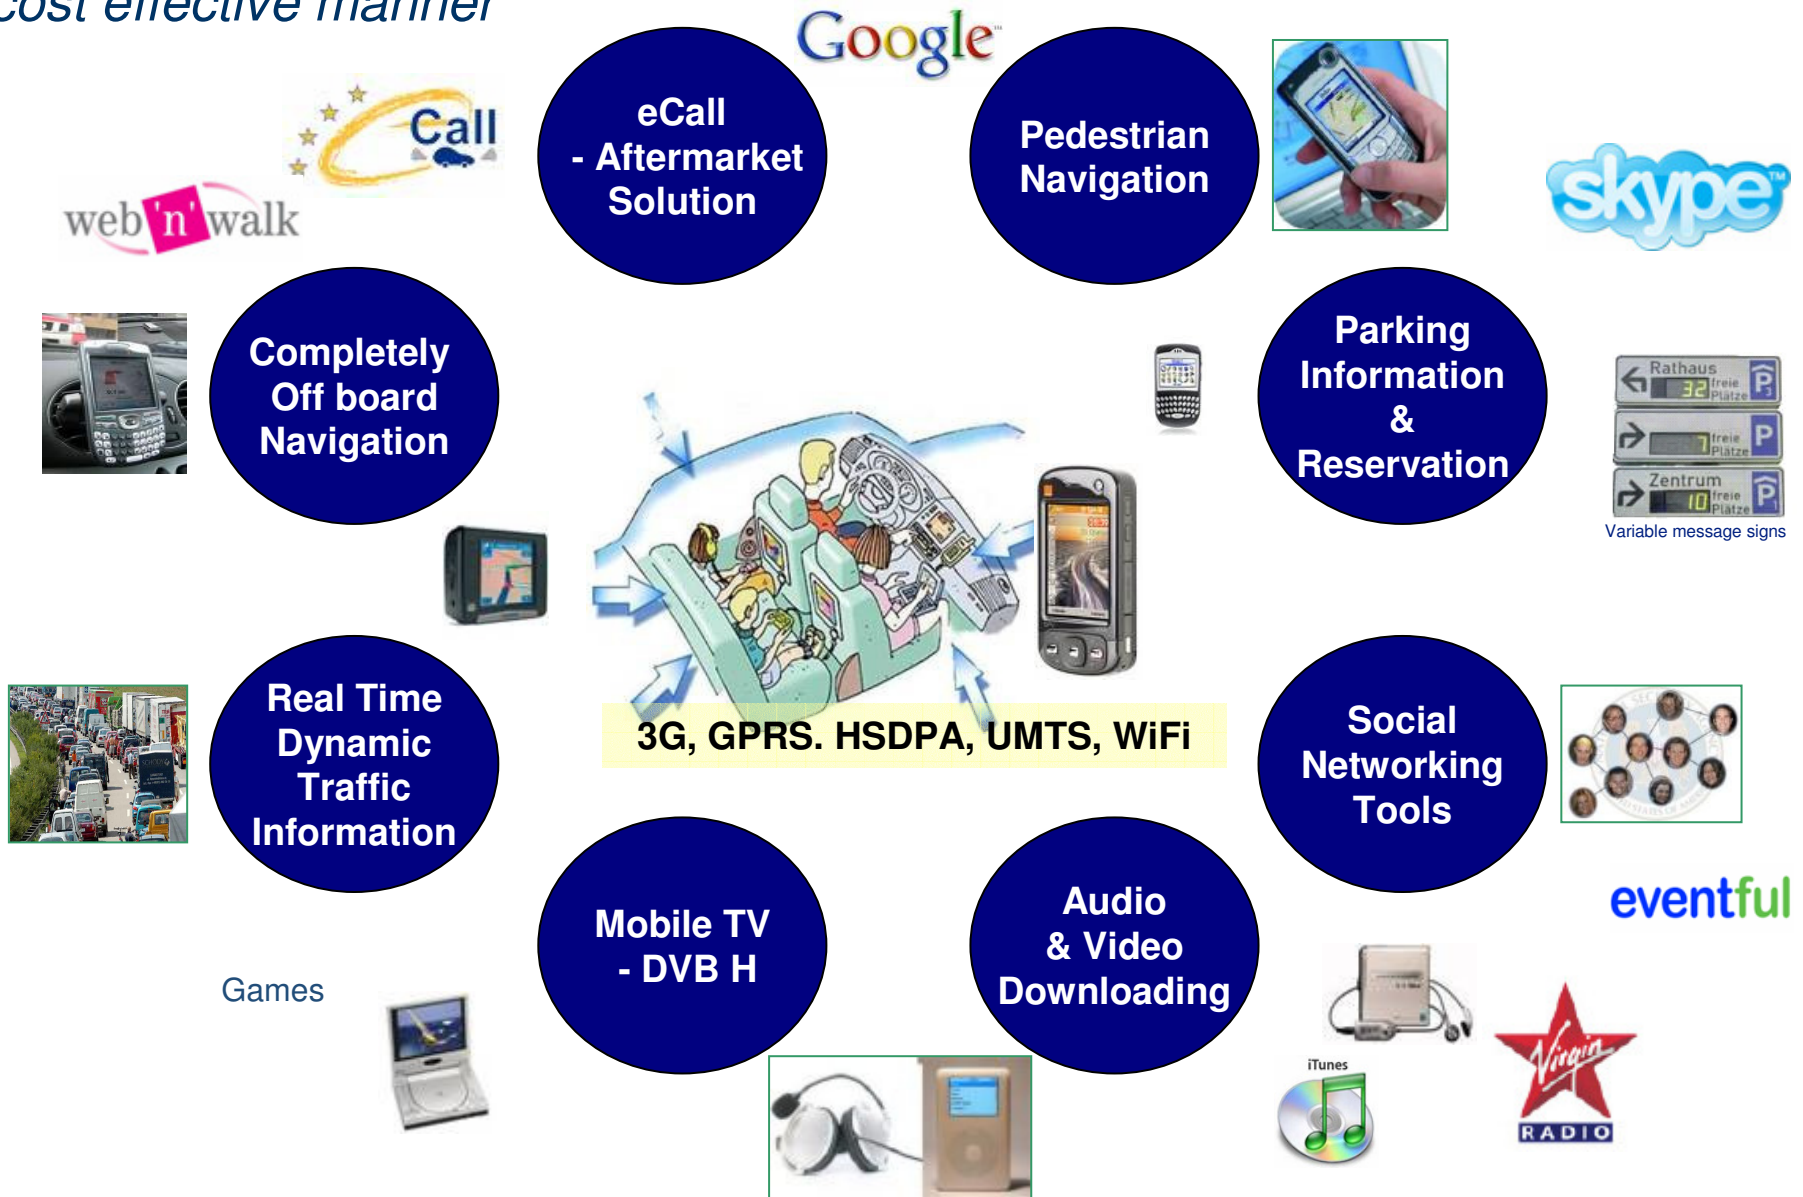 cost effective manner
Google™
eCall
- Aftermarket
Solution
Pedestrian
Navigation
Call
web'n'walk
skype™
Completely
Off board
Navigation
Parking
Information
&
Reservation
Rathaus
32 freie
Plätze
P
7 freie
Plätze
P
Zentrum
10 freie
Plätze
P
Variable message signs
Real Time
Dynamic
Traffic
Information
3G, GPRS. HSDPA, UMTS, WiFi
Social
Networking
Tools
eventful
Mobile TV
- DVB H
Audio
& Video
Downloading
Games
iTunes
Virgin
RADIO